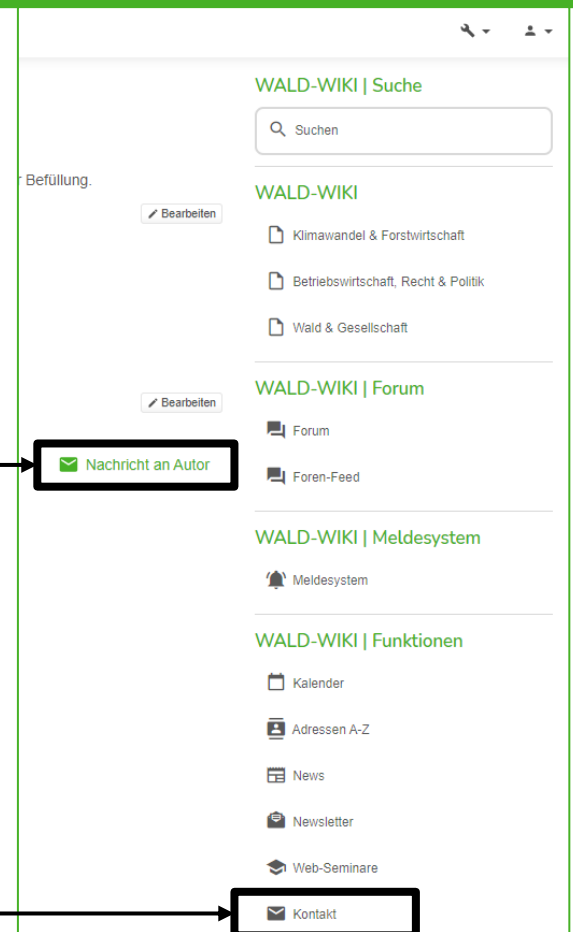 WALD-WIKI | Suche
Suchen
Befüllung.
WALD-WIKI
Bearbeiten
Klimawandel & Forstwirtschaft
Betriebswirtschaft, Recht & Politik
Wald & Gesellschaft
WALD-WIKI | Forum
Bearbeiten
Forum
Nachricht an Autor
Foren-Feed
WALD-WIKI | Meldesystem
Meldesystem
WALD-WIKI | Funktionen
Kalender
Adressen A-Z
News
Newsletter
Web-Seminare
Kontakt